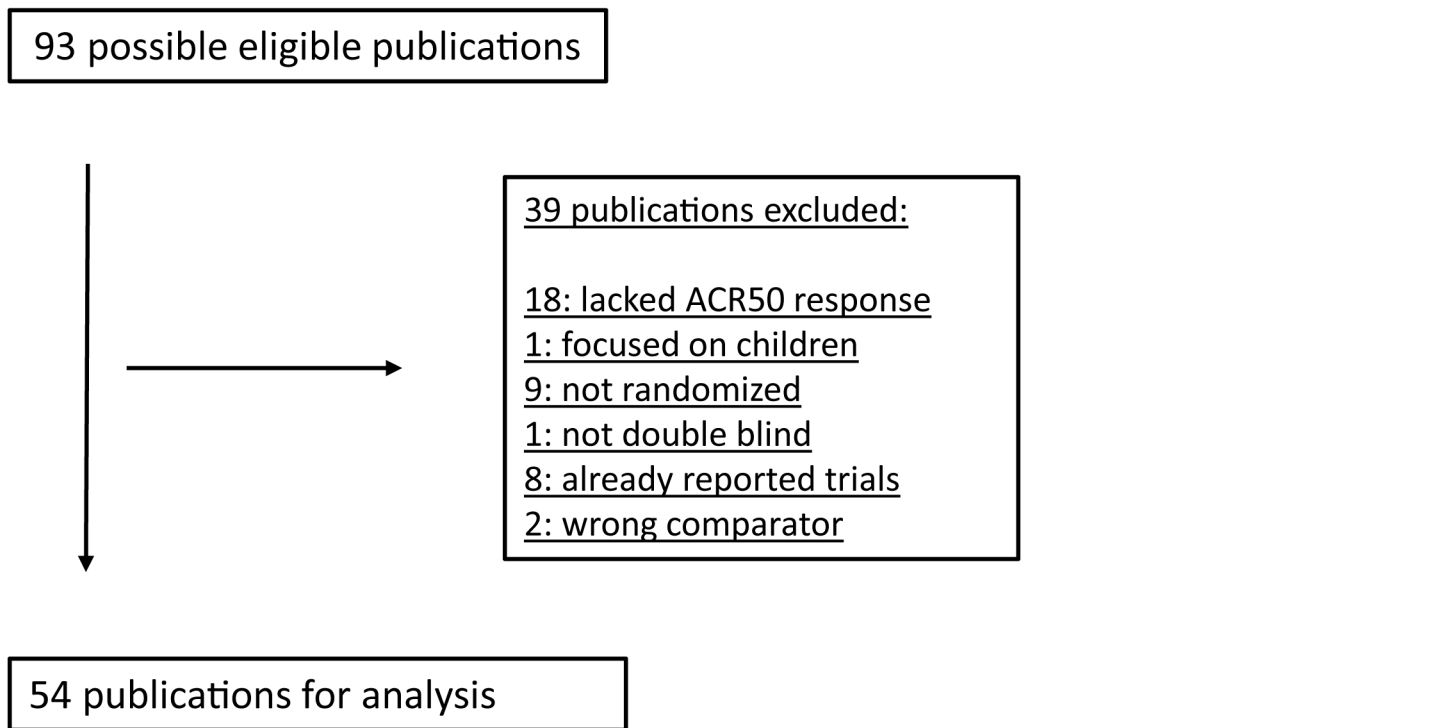 93 possible eligible publications
39 publications excluded:
18: lacked ACR50 response
1: focused on children
9: not randomized
1: not double blind
8: already reported trials
2: wrong comparator
54 publications for analysis